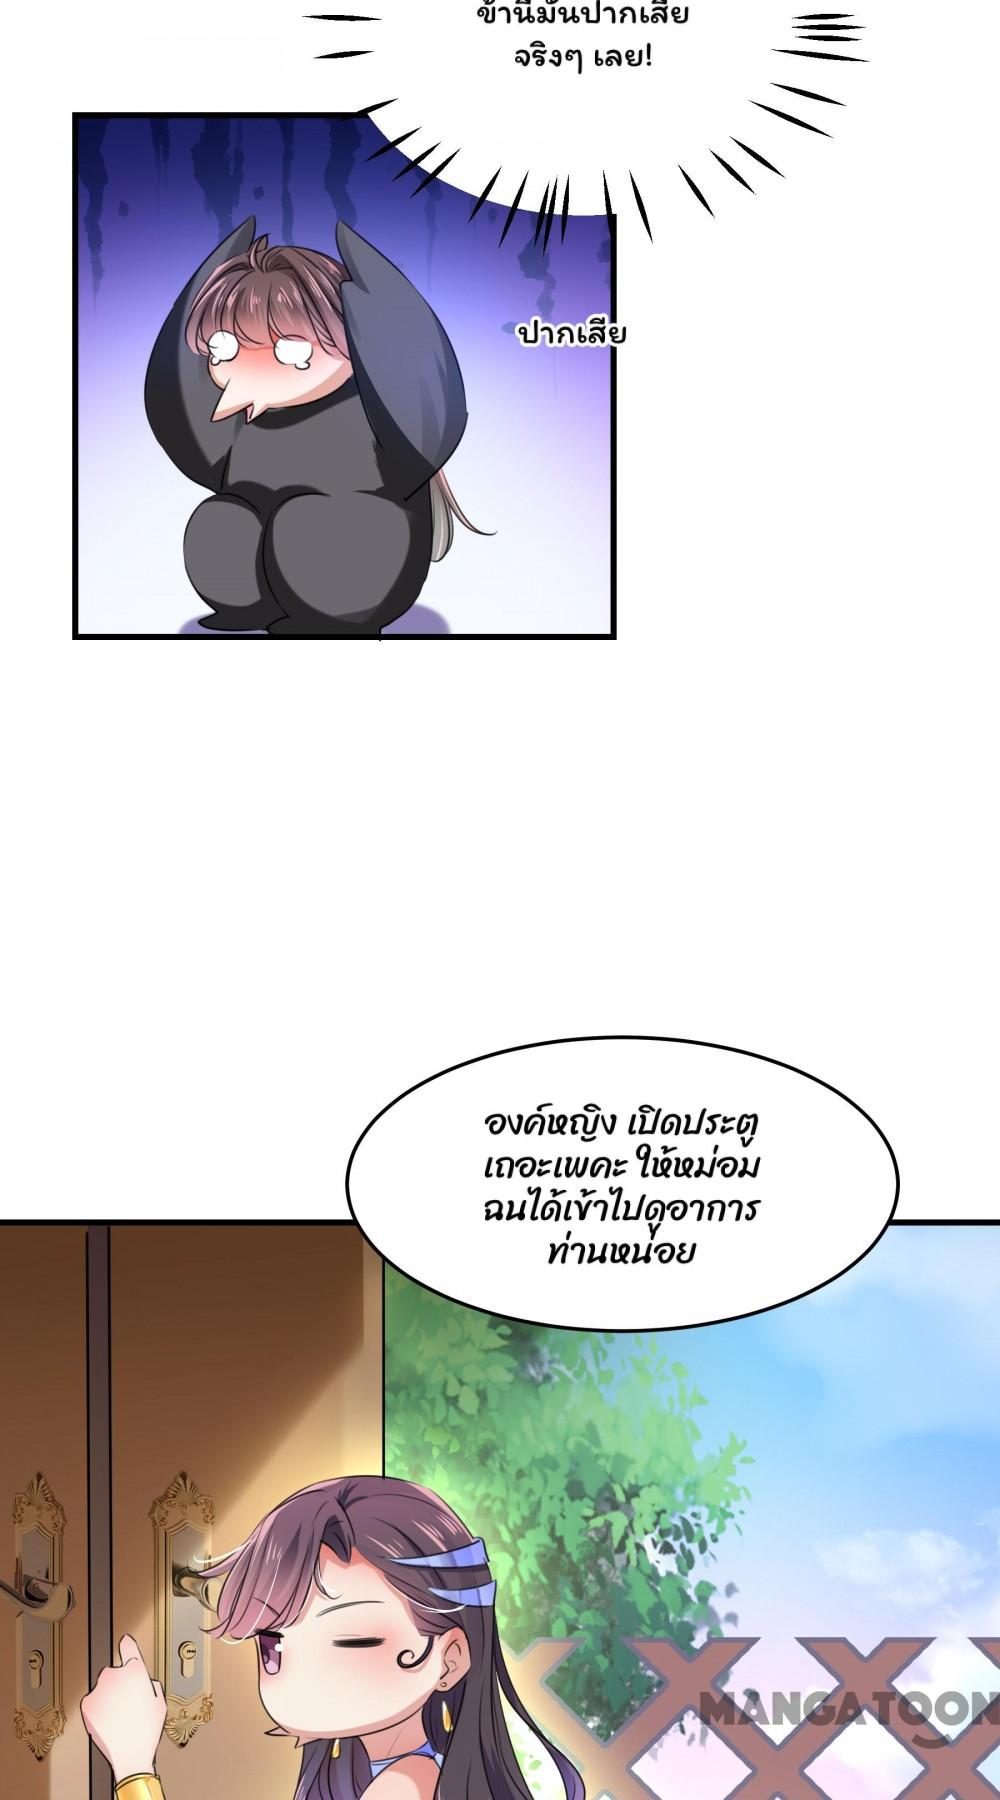 ข้านี่มันปากเสีย
จริงๆ เลย!
ปากเสีย
องค์หญิง เปิดประตู
เถอะเพคะ ให้หม่อม
ฉันได้เข้าไปดูอาการ
ท่านหน่อย
MANGATOON